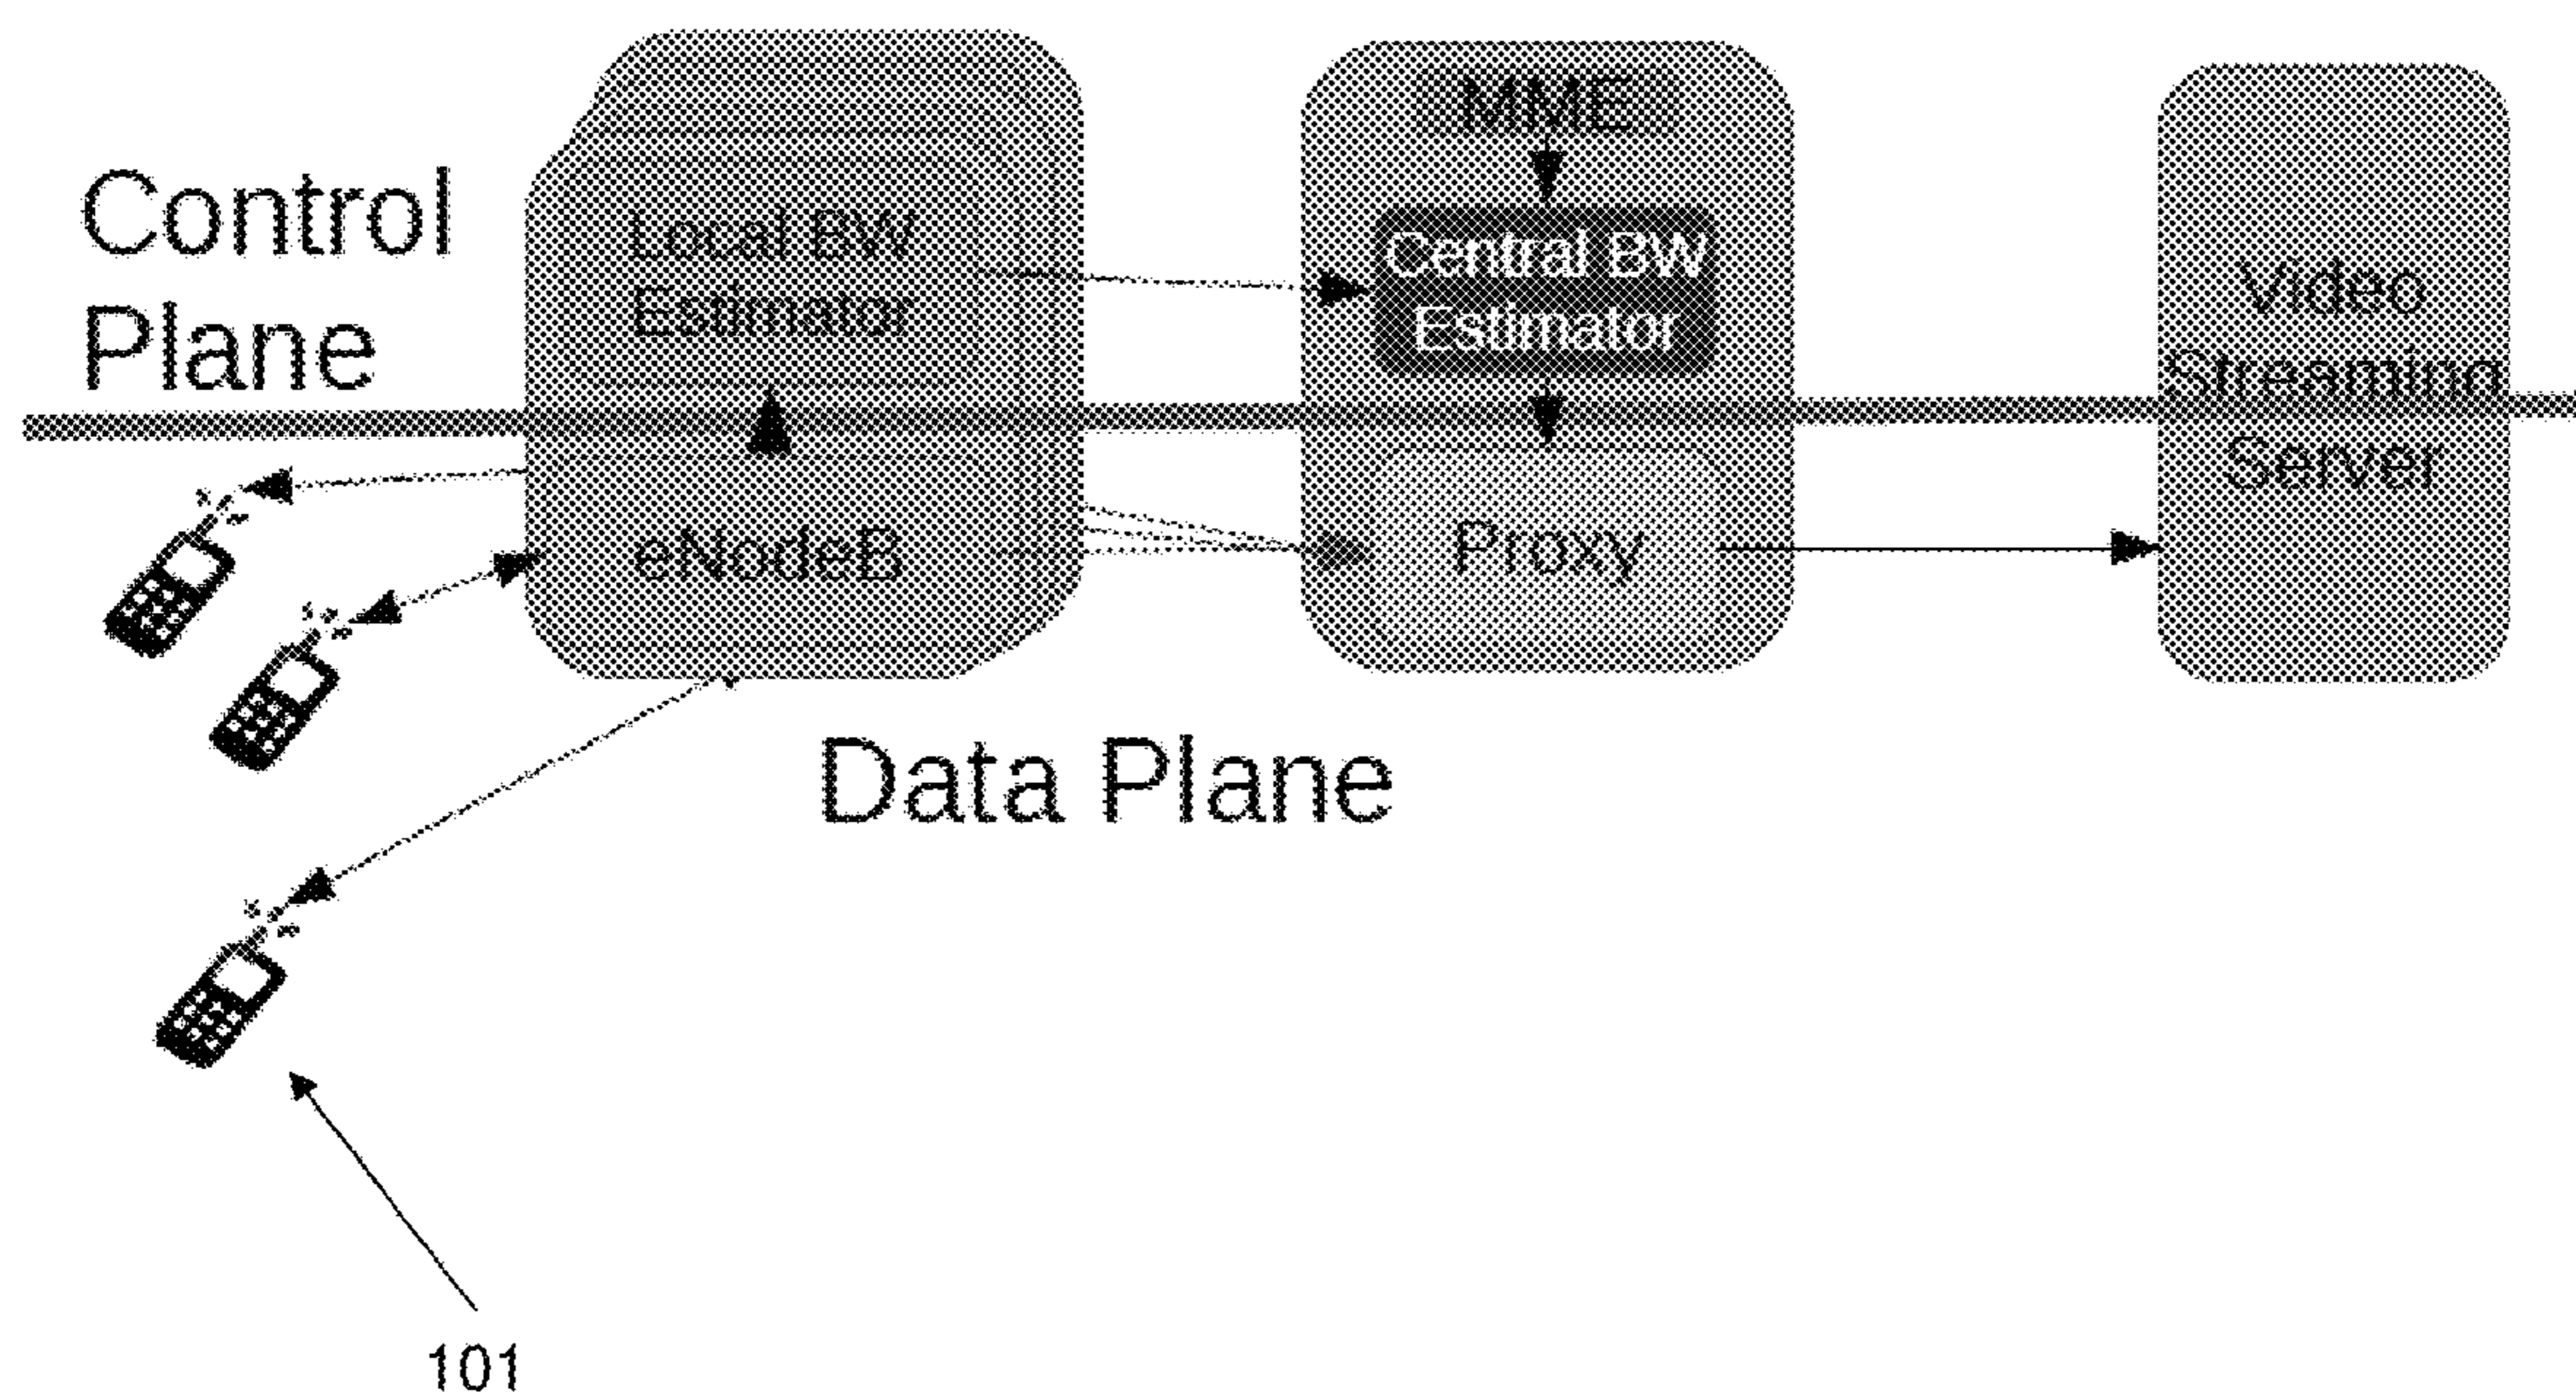 Control
Plane
Local BW
Estimator
eNodeB
MME
Central BW
Estimator
Proxy
Video
Streaming
Server
Data Plane
101